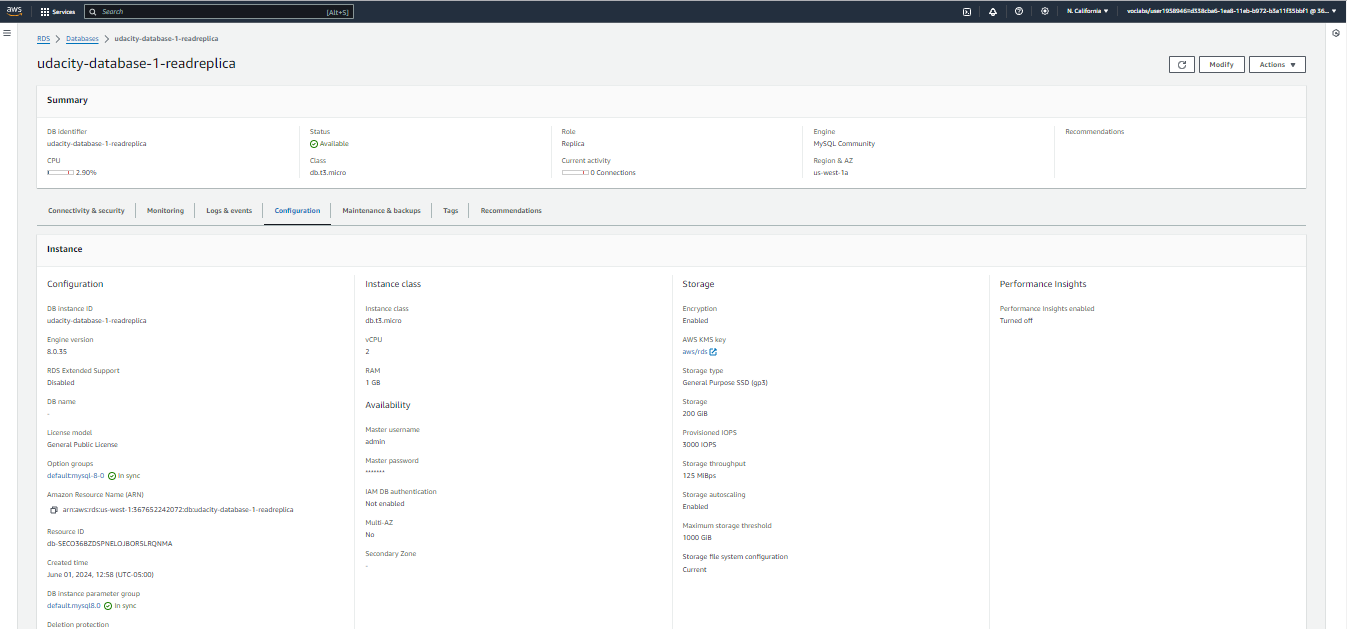 aws
Services
Search
[Alt+S]
N. California
RDS
Databases
udacity-database-1-readreplica
udacity-database-1-readreplica
Modify
Actions
Summary
DB identifier
udacity-database-1-readreplica
CPU
2.90%
Status
Available
Class
db.t3.micro
Role
Replica
Current activity
0 Connections
Engine
MySQL Community
Region & AZ
us-west-1a
Recommendations
Connectivity & security
Monitoring
Logs & events
Configuration
Maintenance & backups
Tags
Recommendations
Instance
Configuration
DB instance ID
udacity-database-1-readreplica
Engine version
8.0.35
RDS Extended Support
Disabled
DB name
-
License model
General Public License
Option groups
default:mysql-8-0 In sync
Amazon Resource Name (ARN)
arn:aws:rds:us-west-1:367652242072:db:udacity-database-1-readreplica
Resource ID
Created time
June 01, 2024, 12:58 (UTC-05:00)
DB instance parameter group
default.mysql8.0 In sync
Deletion protection
Instance class
Instance class
db.t3.micro
vCPU
2
RAM
1 GB
Availability
Master username
admin
Master password
*******
IAM DB authentication
Not enabled
Multi-AZ
No
Secondary Zone
-
Storage
Encryption
Enabled
AWS KMS key
aws/rds
Storage type
General Purpose SSD (gp3)
Storage
200 GiB
Provisioned IOPS
3000 IOPS
Storage throughput
125 MiBps
Storage autoscaling
Enabled
Maximum storage threshold
1000 GiB
Storage file system configuration
Current
Performance Insights
Performance Insights enabled
Turned off